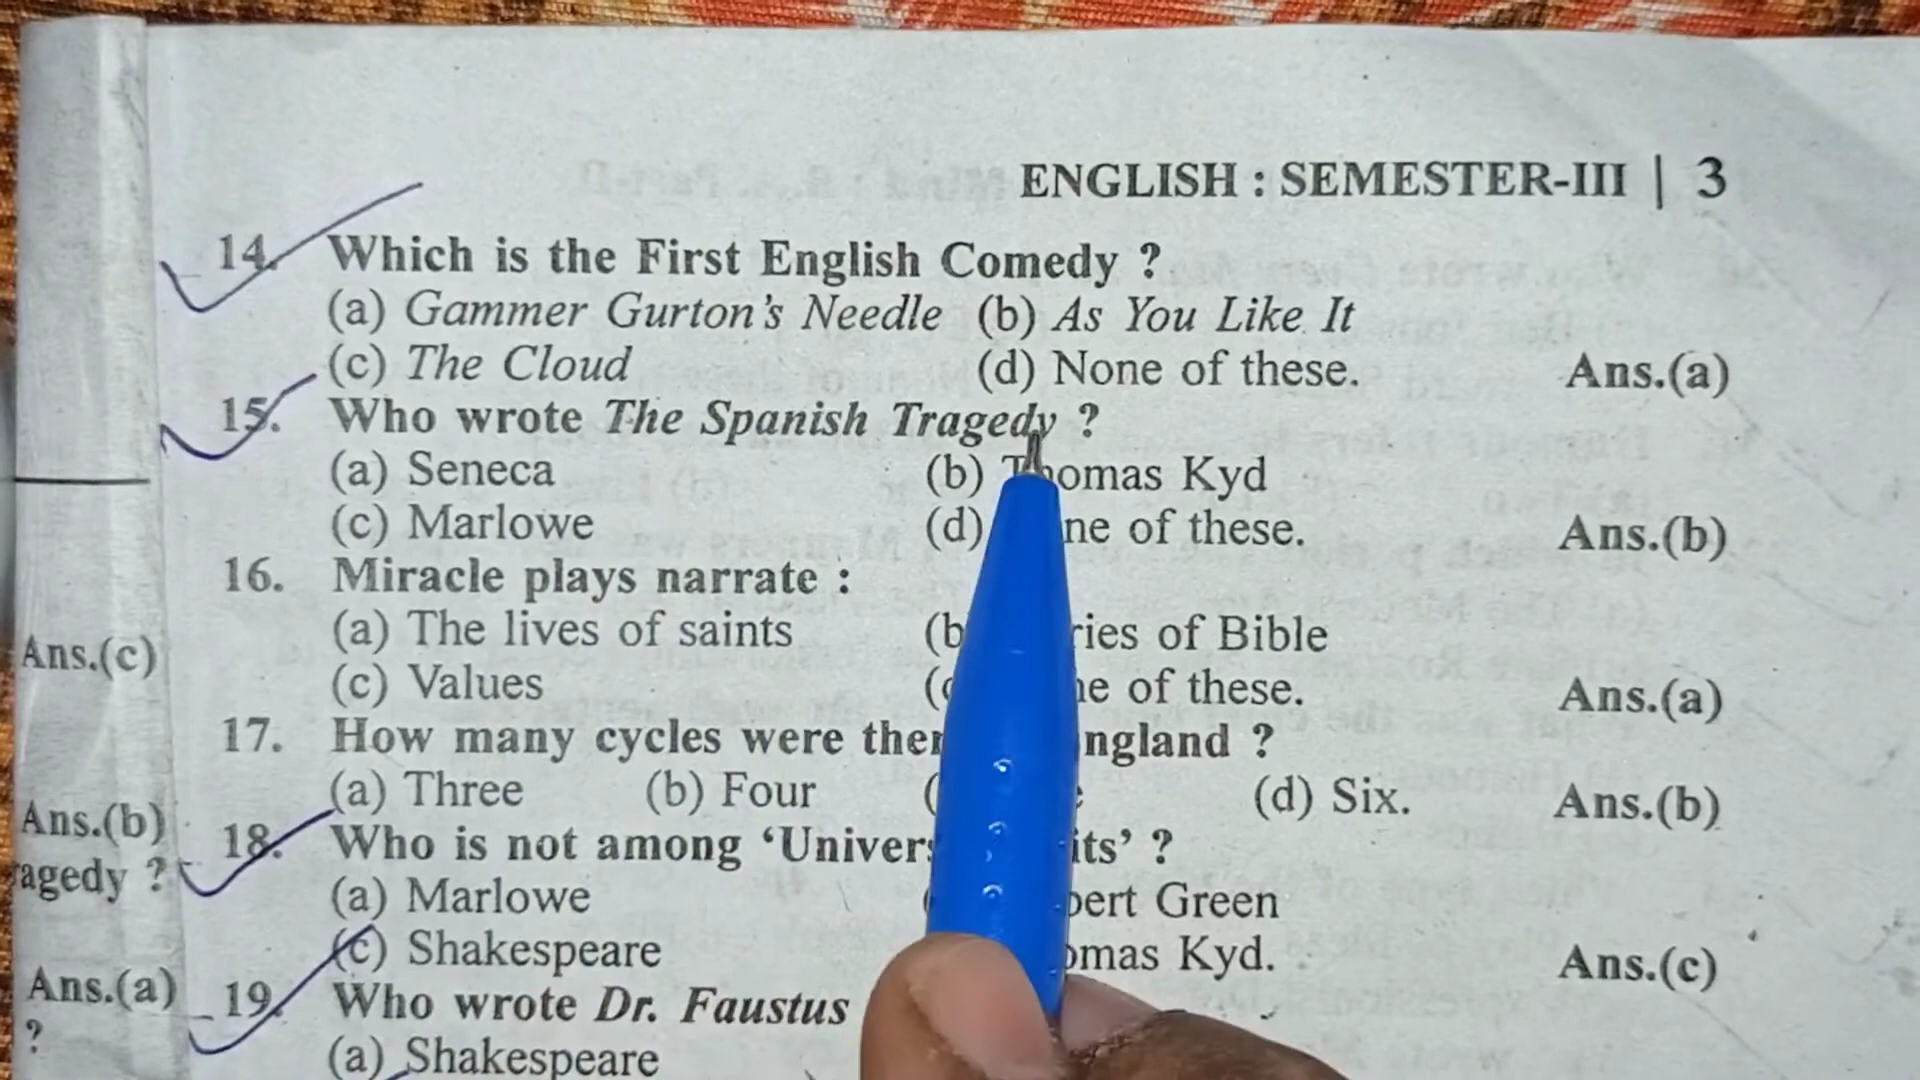 ENGLISH : SEMESTER-III | 3
14. Which is the First English Comedy ?
(a) Gammer Gurton's Needle (b) As You Like It
(c) The Cloud (d) None of these. Ans.(a)
15. Who wrote The Spanish Tragedy ?
(a) Seneca (b) Thomas Kyd
(c) Marlowe (d) ne of these. Ans.(b)
16. Miracle plays narrate :
(a) The lives of saints (b ries of Bible
Ans.(c)
(c) Values e of these. Ans.(a)
17. How many cycles were ngland ?
(a) Three (b) Four (d) Six. Ans.(b)
Ans.(b)
18. Who is not among ‘Univers its’ ?
ragedy ?
(a) Marlowe bert Green
(c) Shakespeare omas Kyd. Ans.(c)
Ans.(a)
19. Who wrote Dr. Faustus
?
(a) Shakespeare